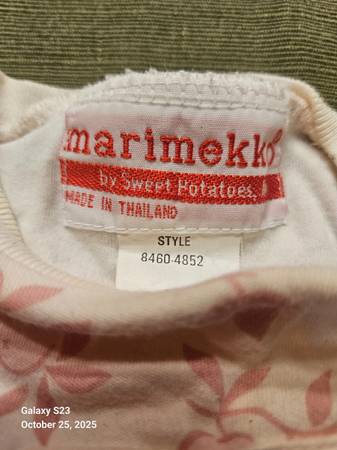 marimekko
by Sweet Potatoes
MADE IN THAILAND
STYLE
8460-4852
Galaxy S23
October 25, 2025